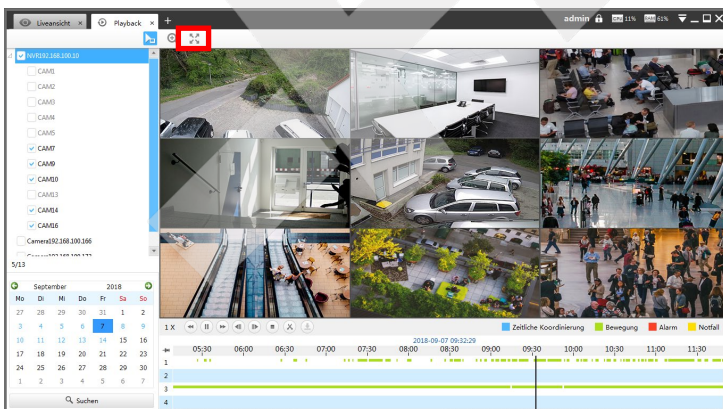 Liveansicht × Playback × + admin CPU 11% RAM 61%
NVR192.168.100.10
CAM1
CAM2
CAM3
CAM4
CAM5
CAM7
CAM9
CAM10
CAM13
CAM14
CAM16
Camera192.168.100.166
Camera192.168.100.172
5/13
September 2018
Mo Di Mi Do Fr Sa So
27 28 29 30 31 1 2
3 4 5 6 7 8 9
10 11 12 13 14 15 16
17 18 19 20 21 22 23
24 25 26 27 28 29 30
1 2 3 4 5 6 7
Suchen
1 X Zeitliche Koordinierung Bewegung Alarm Notfall
2018-09-07 09:32:29
05:30 06:00 06:30 07:00 07:30 08:00 08:30 09:00 09:30 10:00 10:30 11:00 11:30
1
2
3
4